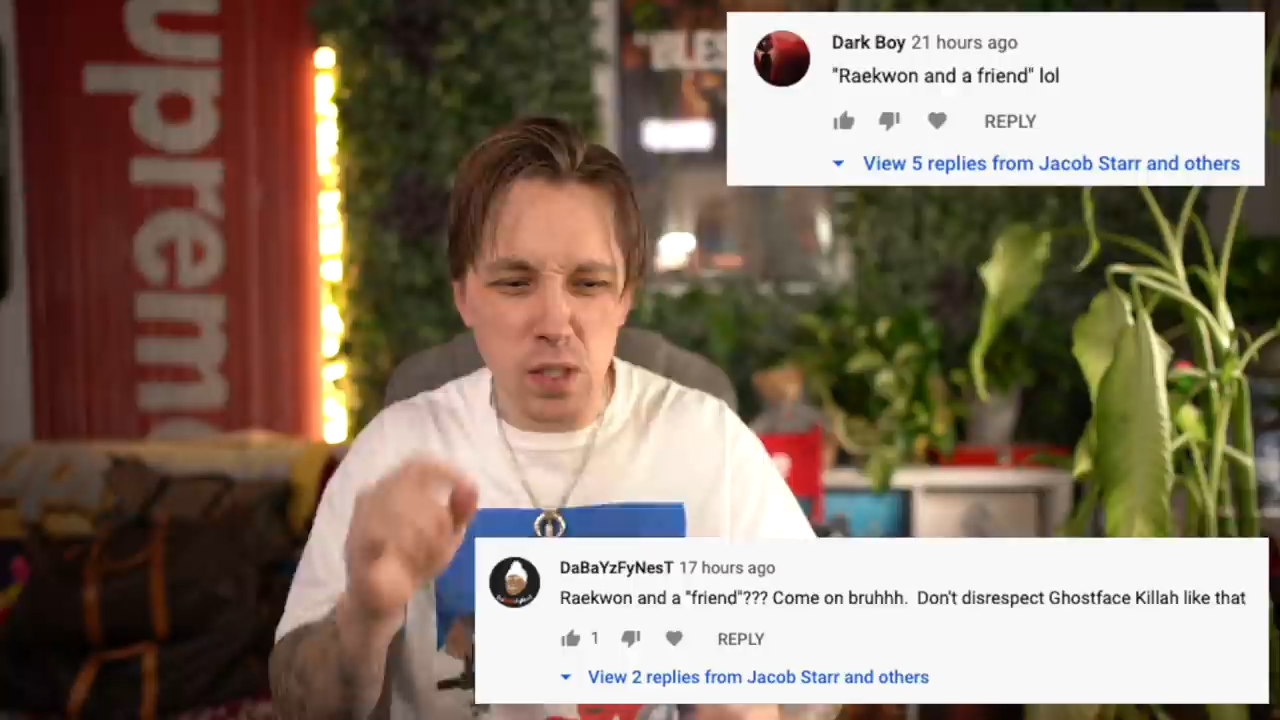 upreme
Dark Boy 21 hours ago
"Raekwon and a friend" lol
REPLY
View 5 replies from Jacob Starr and others
DaBaYzFyNesT 17 hours ago
Raekwon and a "friend"??? Come on bruhhh. Don't disrespect Ghostface Killah like that
1
REPLY
View 2 replies from Jacob Starr and others